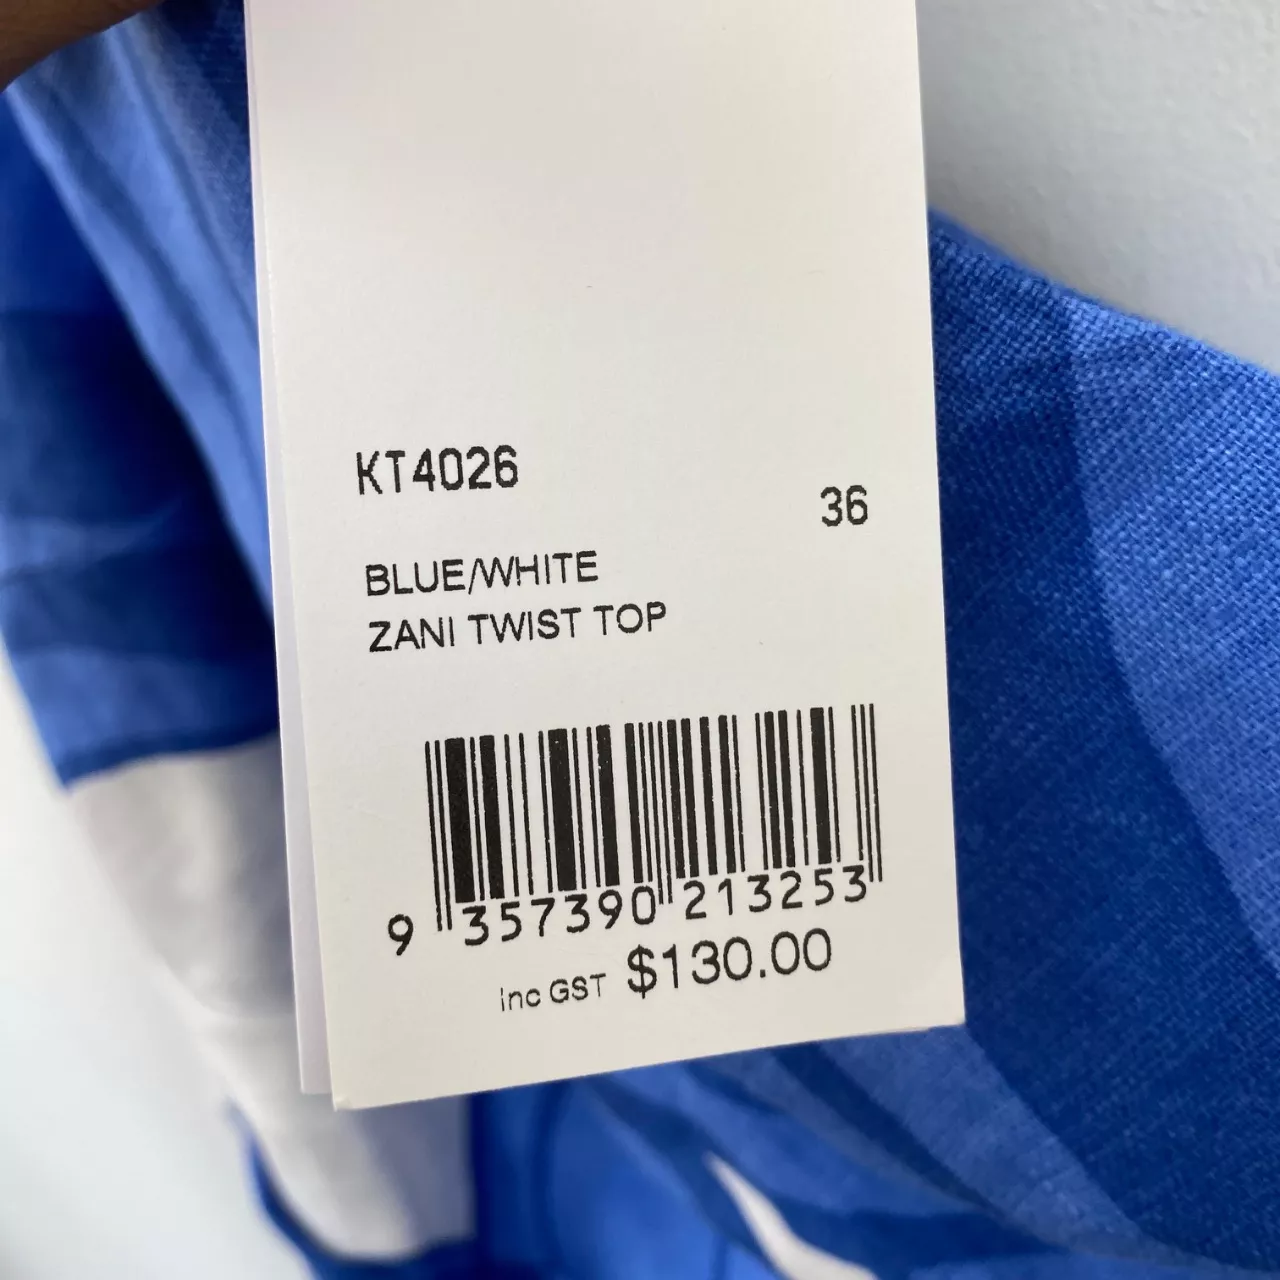 KT4026
36
BLUE/WHITE
ZANI TWIST TOP
9 357390 213253
inc GST $130.00